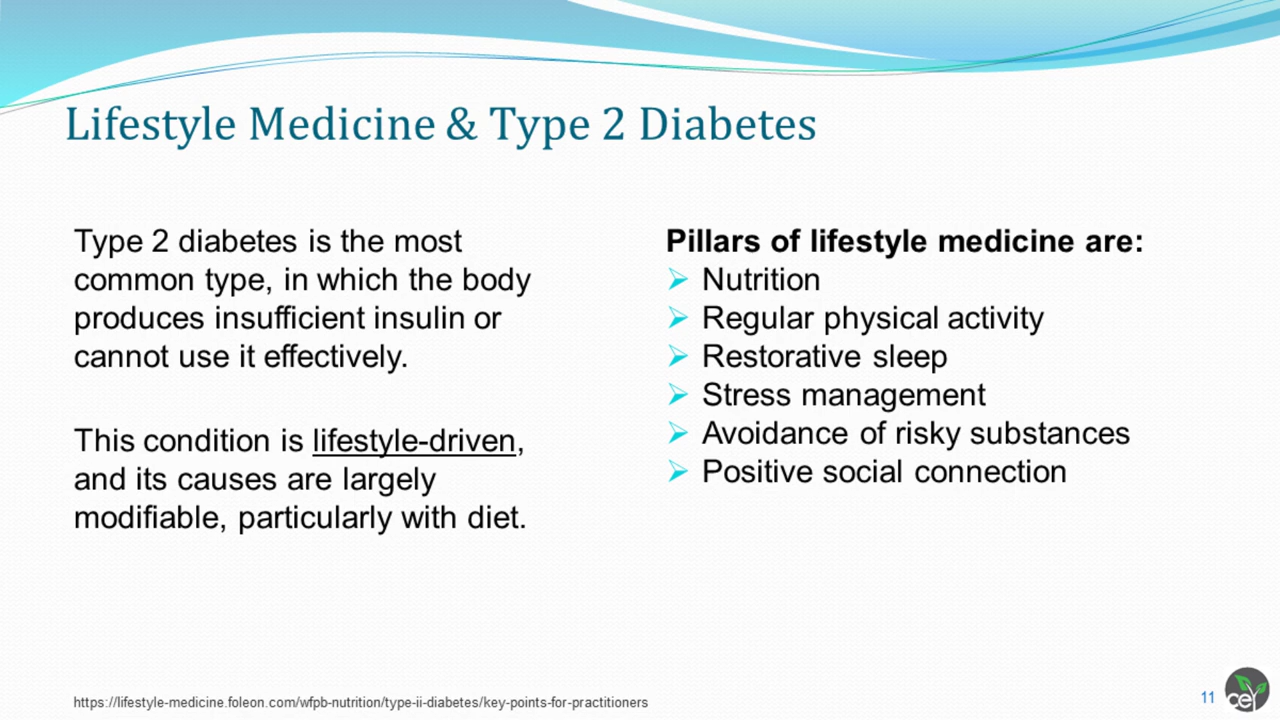 Lifestyle Medicine & Type 2 Diabetes
Type 2 diabetes is the most
common type, in which the body
produces insufficient insulin or
cannot use it effectively.
This condition is lifestyle-driven,
and its causes are largely
modifiable, particularly with diet.
Pillars of lifestyle medicine are:
Nutrition
Regular physical activity
Restorative sleep
Stress management
Avoidance of risky substances
Positive social connection
https://lifestyle-medicine.foleon.com/wfpb-nutrition/type-ii-diabetes/key-points-for-practitioners
11